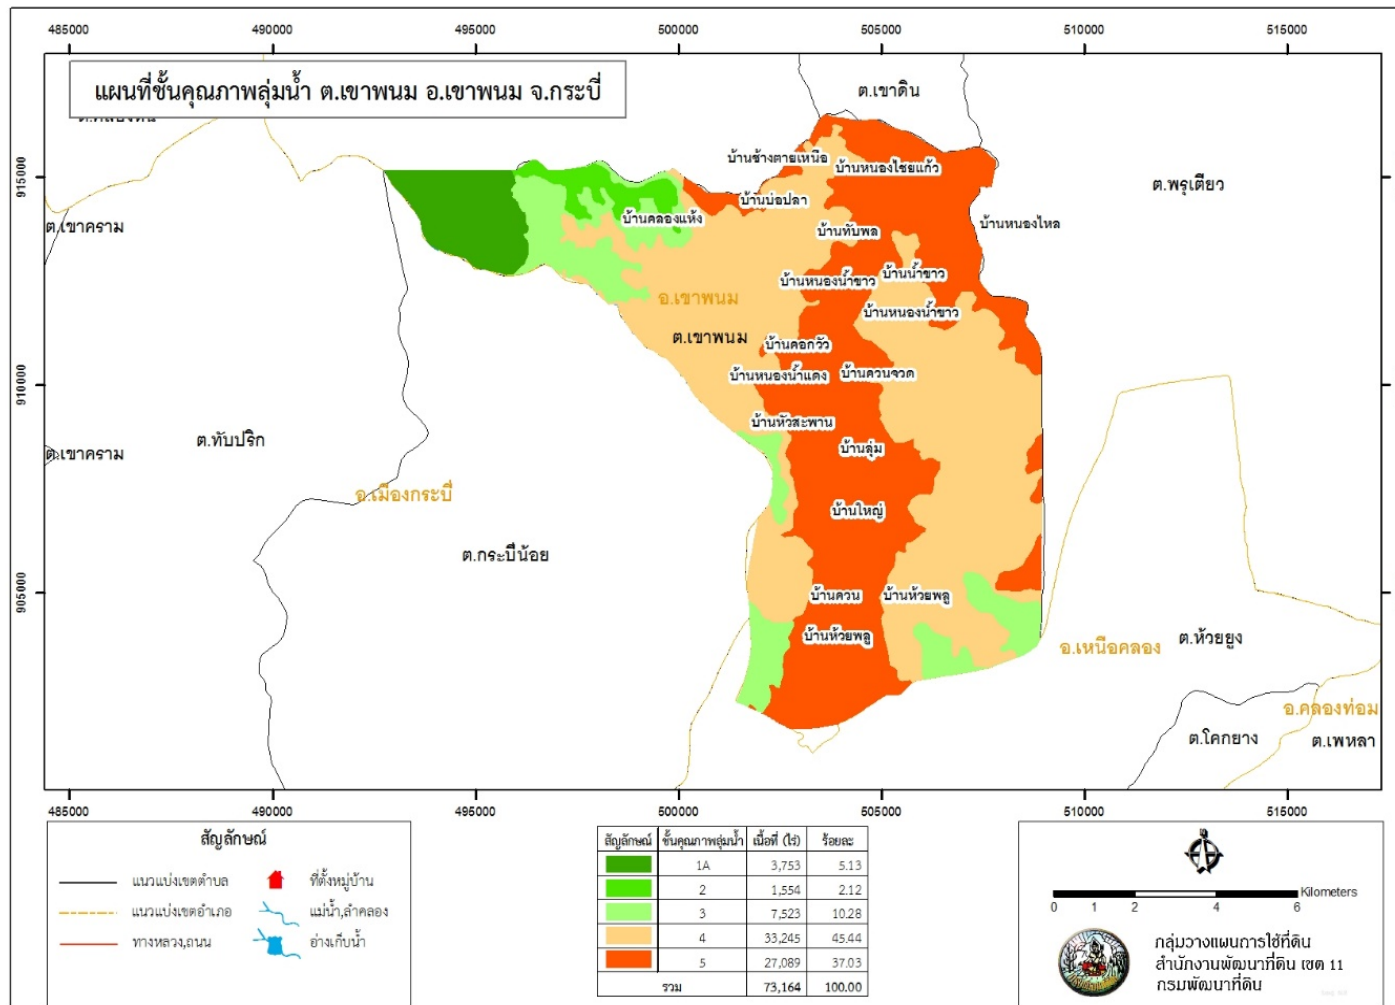 485000 490000 495000 500000 505000 510000 515000
แผนที่ชั้นคุณภาพลุ่มน้ำ ต.เขาพนม อ.เขาพนม จ.กระบี่
ต.เขาดิน
บ้านช้างตายเหนือ
บ้านหนองไชยแก้ว
915000
915000
ต.พรุเตียว
บ้านบ่อปลา
บ้านคลองแห้ง
บ้านหนองไหล
ต.เขาคราม
บ้านทับพล
บ้านหนองน้ำขาว
บ้านน้ำขาว
อ.เขาพนม
บ้านหนองน้ำขาว
ต.เขาพนม
บ้านคอกวัว
บ้านหนองน้ำแดง
บ้านควนจวด
910000
910000
บ้านหัวสะพาน
ต.ทับปริก
บ้านลุ่ม
ต.เขาคราม
อ.เมืองกระบี่
บ้านใหญ่
ต.กระบี่น้อย
905000
905000
บ้านควน
บ้านห้วยพลู
บ้านห้วยพลู
ต.ห้วยยูง
อ.เหนือคลอง
อ.คลองท่อม
ต.โคกยาง
ต.เพหลา
485000 490000 495000 500000 505000 510000 515000
สัญลักษณ์
แนวแบ่งเขตตำบล
ที่ตั้งหมู่บ้าน
แนวแบ่งเขตอำเภอ
แม่น้ำ,ลำคลอง
ทางหลวง,ถนน
อ่างเก็บน้ำ
สัญลักษณ์ ชั้นคุณภาพลุ่มน้ำ เนื้อที่ (ไร่) ร้อยละ
1A 3,753 5.13
2 1,554 2.12
3 7,523 10.28
4 33,245 45.44
5 27,089 37.03
รวม 73,164 100.00
Kilometers
0 1 2 4 6
กลุ่มวางแผนการใช้ที่ดิน
สำนักงานพัฒนาที่ดิน เขต 11
กรมพัฒนาที่ดิน